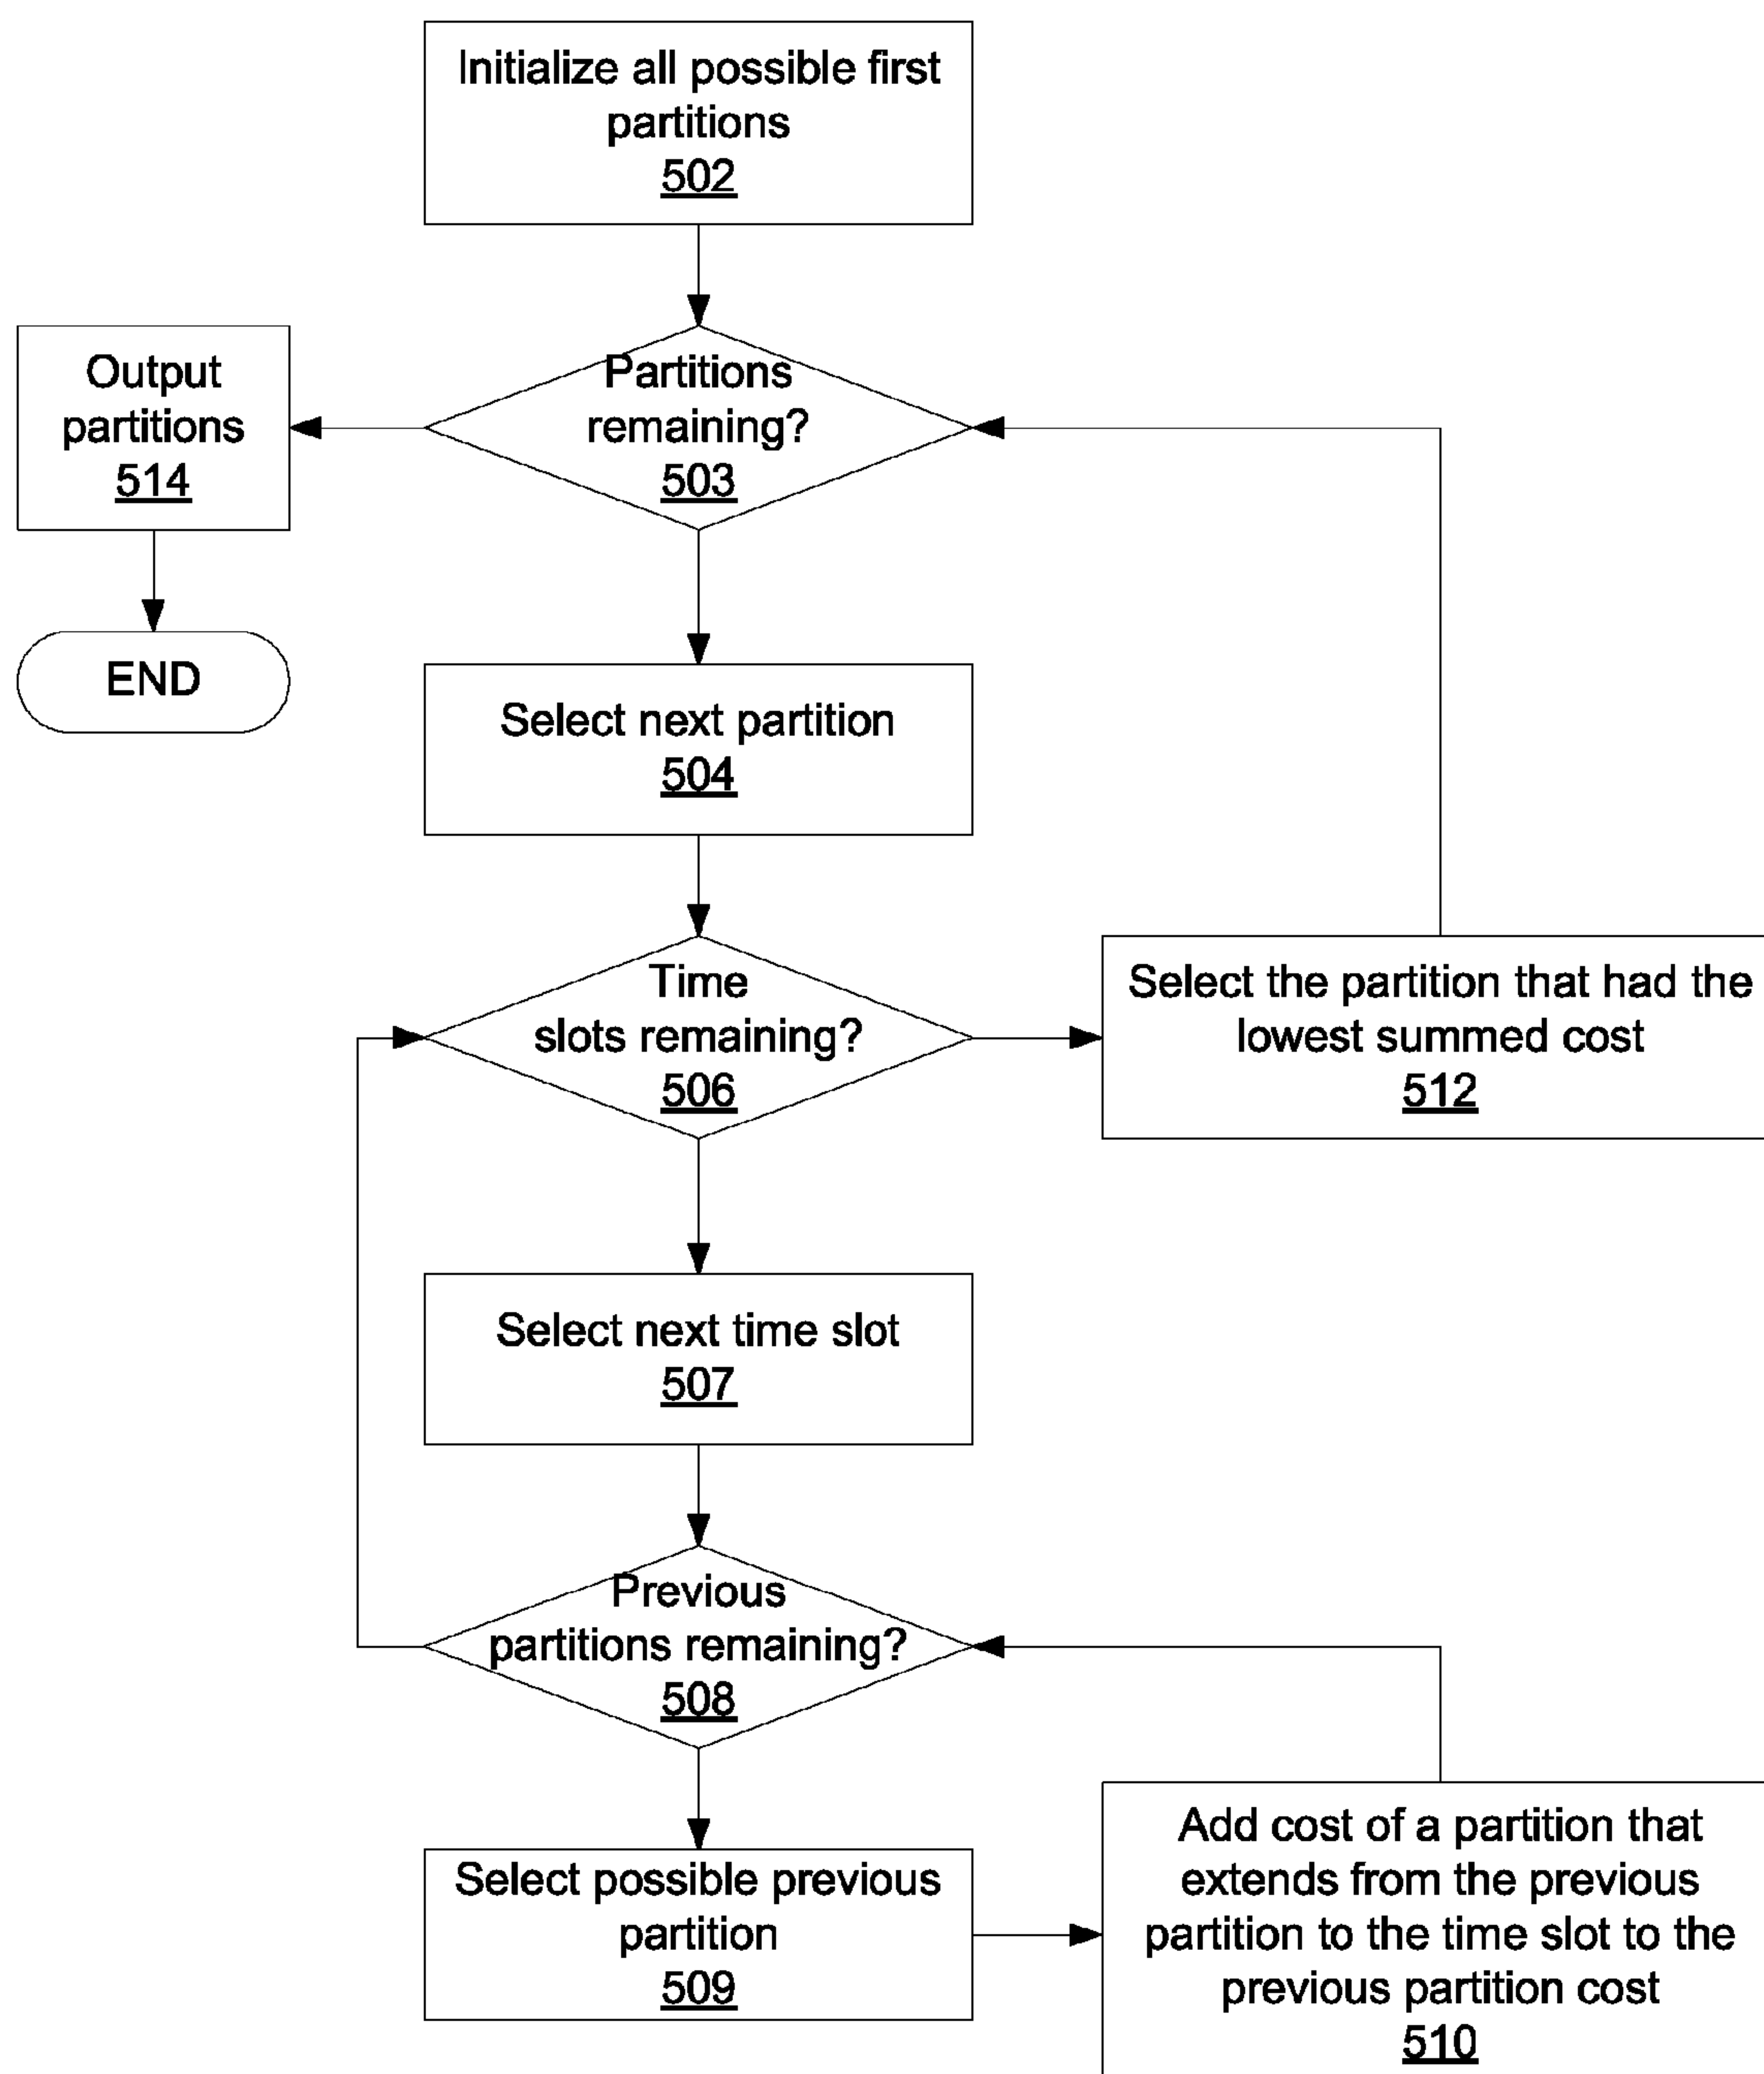 Initialize all possible first
partitions
502
Partitions
remaining?
503
Output
partitions
514
END
Select next partition
504
Time
slots remaining?
506
Select the partition that had the
lowest summed cost
512
Select next time slot
507
Previous
partitions remaining?
508
Select possible previous
partition
509
Add cost of a partition that
extends from the previous
partition to the time slot to the
previous partition cost
510